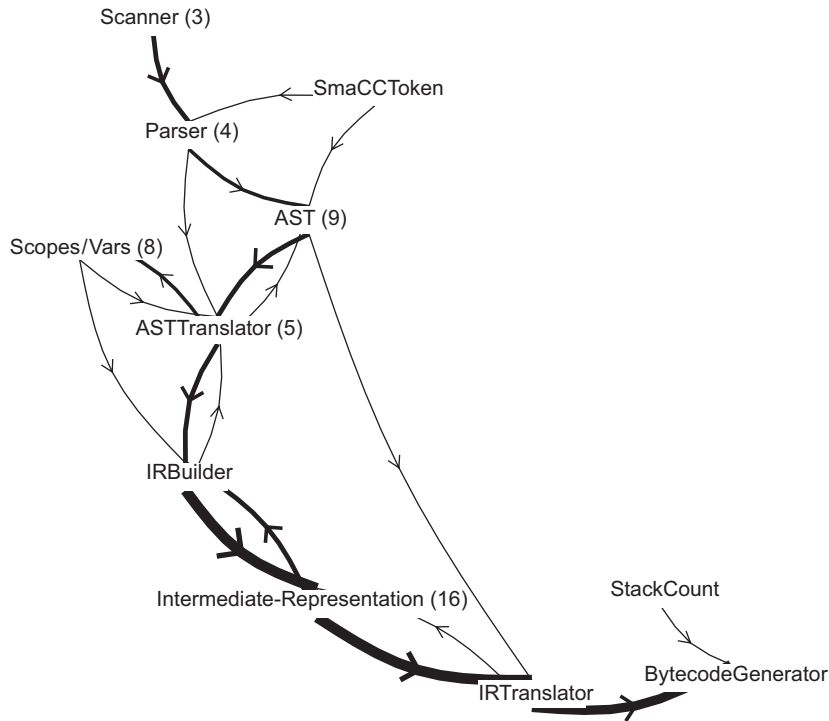 Scanner (3)
SmaCCToken
Parser (4)
AST (9)
Scopes/Vars (8)
ASTTranslator (5)
IRBuilder
Intermediate-Representation (16)
StackCount
BytecodeGenerator
IRTranslator